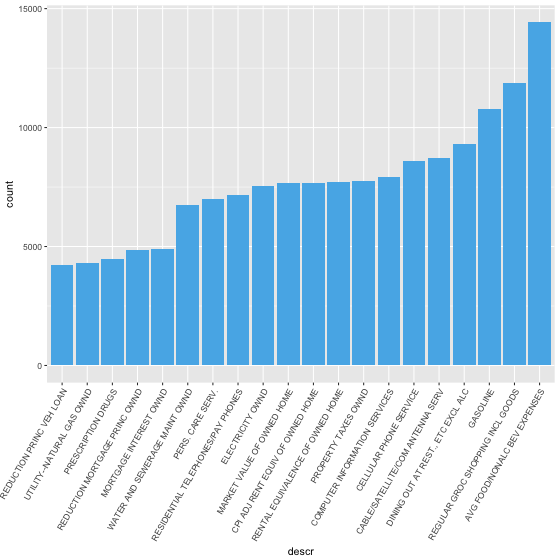 15000
10000
5000
0
count
REDUCTION PRINC VEH LOAN
UTILITY--NATURAL GAS OWND
PRESCRIPTION DRUGS
REDUCTION MORTGAGE PRINC OWND
MORTGAGE INTEREST OWND
WATER AND SEWERAGE MAINT OWND
PERS. CARE SERV.
RESIDENTIAL TELEPHONES/PAY PHONES
ELECTRICITY OWND
MARKET VALUE OF OWNED HOME
CPI ADJ RENT EQUIV OF OWNED HOME
RENTAL EQUIVALENCE OF OWNED HOME
PROPERTY TAXES OWND
COMPUTER INFORMATION SERVICES
CELLULAR PHONE SERVICE
CABLE/SATELLITE/COM ANTENNA SERV
DINING OUT AT REST., ETC EXCL ALC
GASOLINE
REGULAR GROC SHOPPING INCL GOODS
AVG FOOD/NONALC BEV EXPENSES
descr